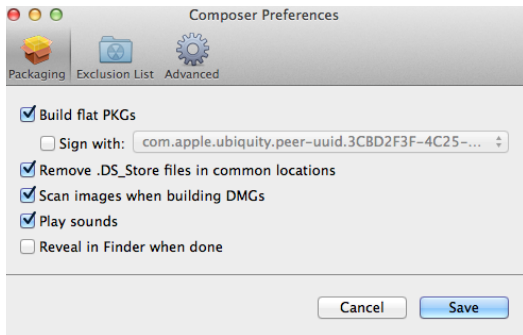 Composer Preferences
Packaging Exclusion List Advanced
Build flat PKGs
Sign with: com.apple.ubiquity.peer-uuid.3CBD2F3F-4C25-...
Remove .DS_Store files in common locations
Scan images when building DMGs
Play sounds
Reveal in Finder when done
Cancel Save